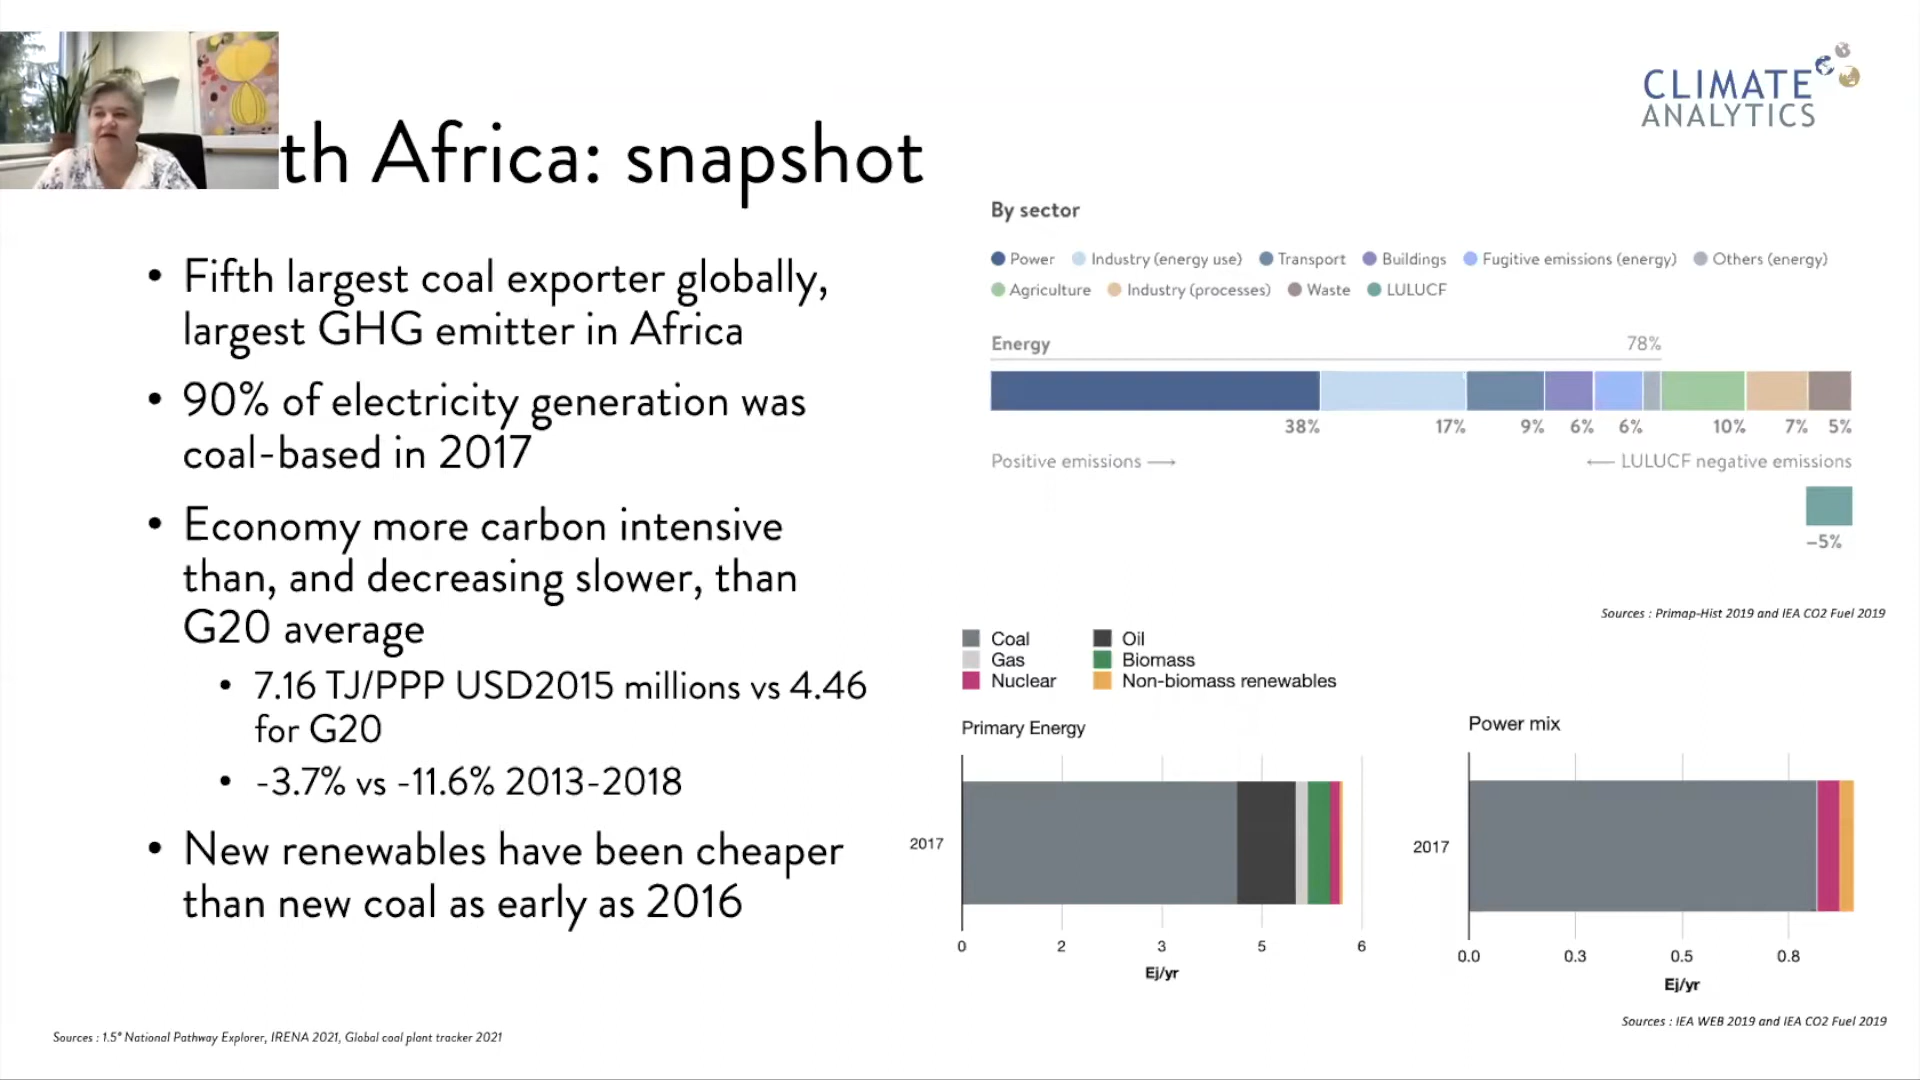 CLIMATE
ANALYTICS
th Africa: snapshot
• Fifth largest coal exporter globally,
largest GHG emitter in Africa
• 90% of electricity generation was
coal-based in 2017
• Economy more carbon intensive
than, and decreasing slower, than
G20 average
• 7.16 TJ/PPP USD2015 millions vs 4.46
for G20
• -3.7% vs -11.6% 2013-2018
• New renewables have been cheaper
than new coal as early as 2016
Sources : 1.5° National Pathway Explorer, IRENA 2021, Global coal plant tracker 2021
By sector
Power Industry (energy use) Transport Buildings Fugitive emissions (energy) Others (energy)
Agriculture Industry (processes) Waste LULUCF
Energy 78%
38% 17% 9% 6% 6% 10% 7% 5%
Positive emissions → ← LULUCF negative emissions
−5%
Sources : Primap-Hist 2019 and IEA CO2 Fuel 2019
Coal Oil
Gas Biomass
Nuclear Non-biomass renewables
Primary Energy
2017
0 2 3 5 6
Ej/yr
Power mix
2017
0.0 0.3 0.5 0.8
Ej/yr
Sources : IEA WEB 2019 and IEA CO2 Fuel 2019